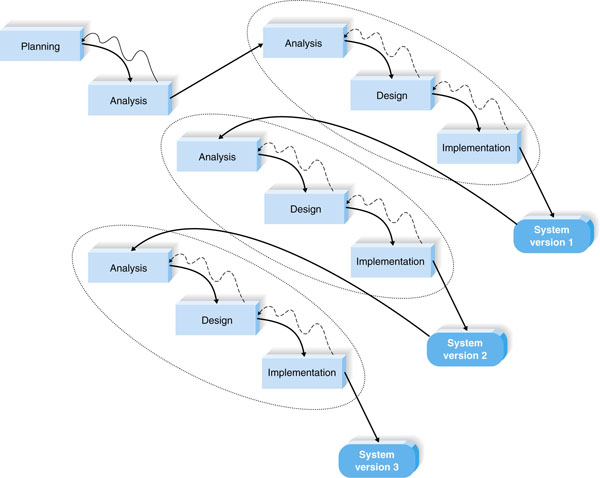 Planning
Analysis
Analysis
Design
Implementation
System
version 1
Analysis
Design
Implementation
System
version 2
Analysis
Design
Implementation
System
version 3